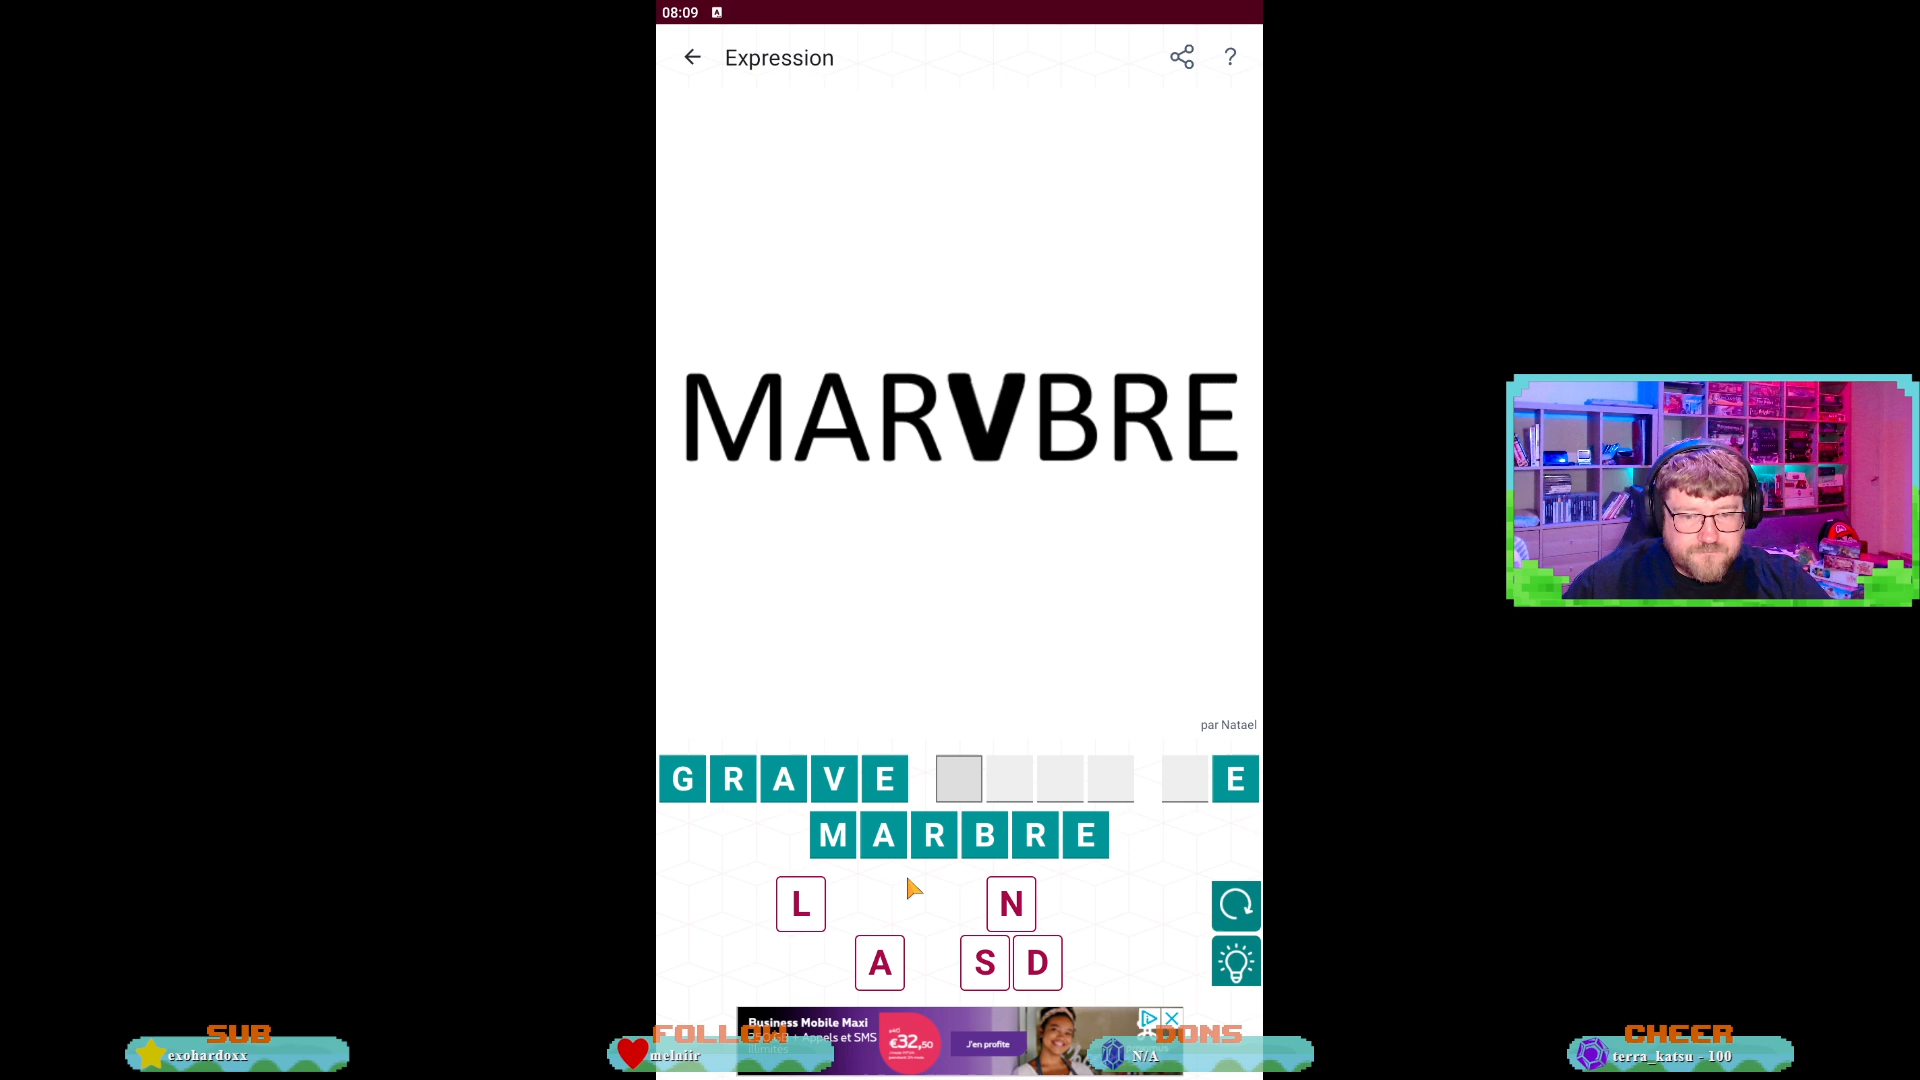 08:09
Expression
?
MARVBRE
par Natael
GRAVE E
MARBRE
L N
A S D
Business Mobile Maxi
+ Appels et SMS
illimités
€32,50
J'en profite
SUB
exohardoxx
FOLLOW
melniir
DONS
N/A
CHEER
terra_katsu - 100